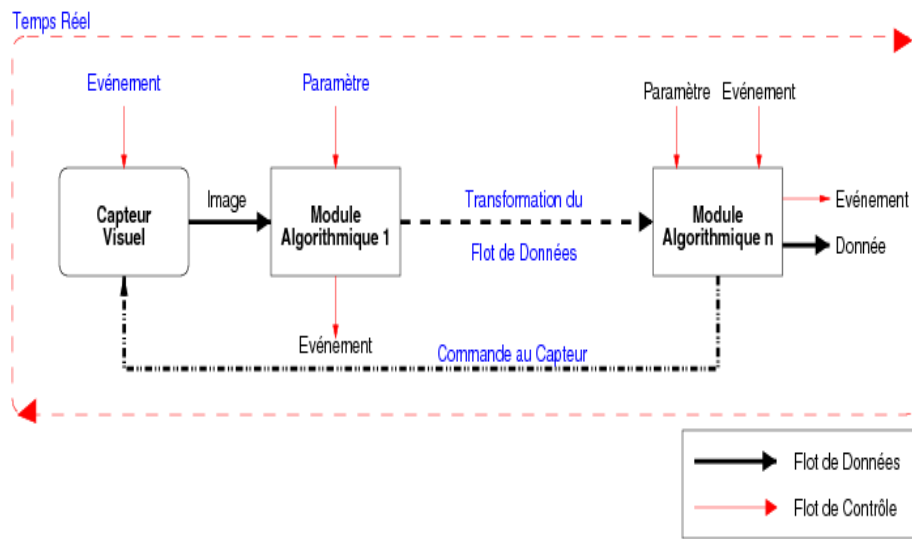 Temps Réel
Evénement
Paramètre
Paramètre
Evénement
Capteur
Visuel
Image
Module
Algorithmique 1
Transformation du
Flot de Données
Module
Algorithmique n
Evénement
Donnée
Evénement
Commande au Capteur
Flot de Données
Flot de Contrôle